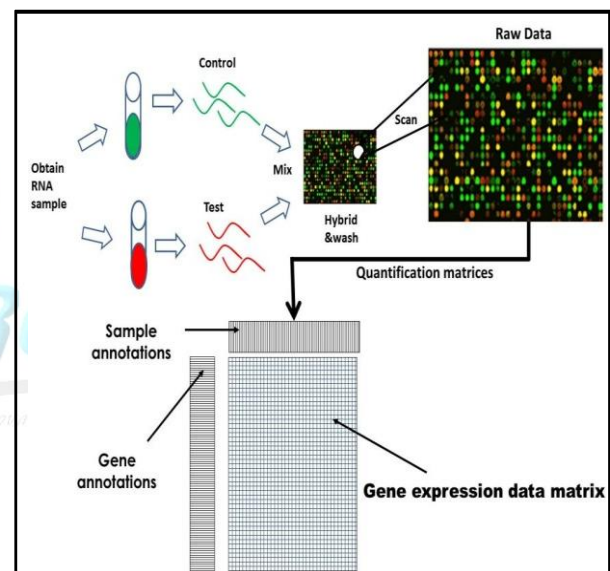 Raw Data
Control
Scan
Obtain
RNA
sample
Mix
Test
Hybrid
&wash
Quantification matrices
Sample
annotations
Gene
annotations
Gene expression data matrix